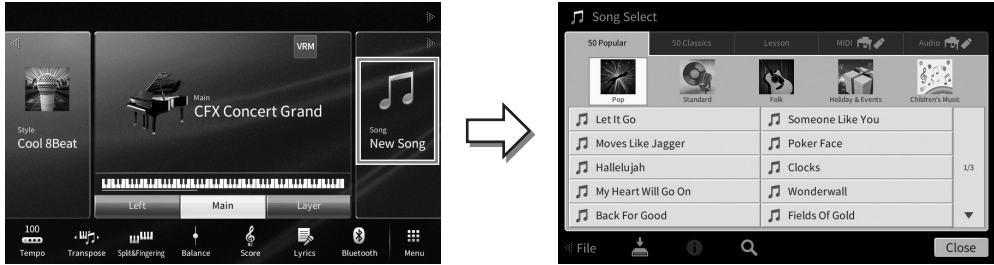 VRM
Style
Cool 8Beat
Main
CFX Concert Grand
Song
New Song
Left
Main
Layer
100
Tempo
Transpose
Split&Fingering
Balance
Score
Lyrics
Bluetooth
Menu
Song Select
50 Popular
50 Classics
Lesson
MIDI
Audio
Pop
Standard
Folk
Holiday & Events
Children's Music
Let It Go
Someone Like You
Moves Like Jagger
Poker Face
Hallelujah
Clocks
1/3
My Heart Will Go On
Wonderwall
Back For Good
Fields Of Gold
File
Close